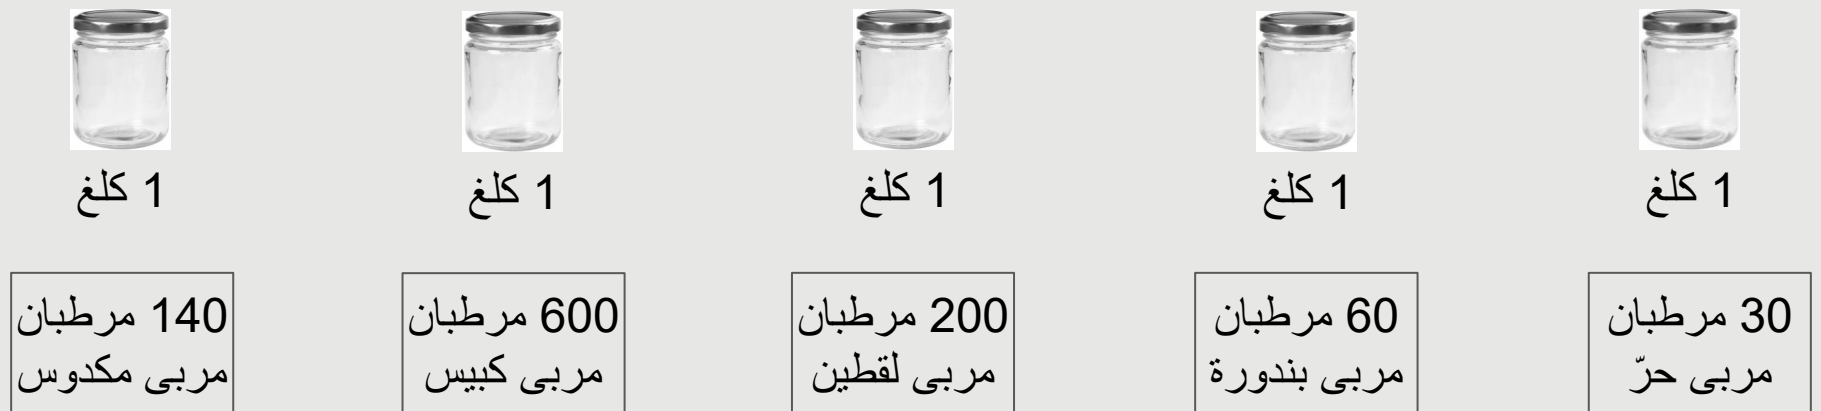 1 كلغ
1 كلغ
1 كلغ
1 كلغ
1 كلغ
30 مرطبان
مربى حرّ
60 مرطبان
مربى بندورة
200 مرطبان
مربى لقطين
600 مرطبان
مربى كبيس
140 مرطبان
مربى مكدوس